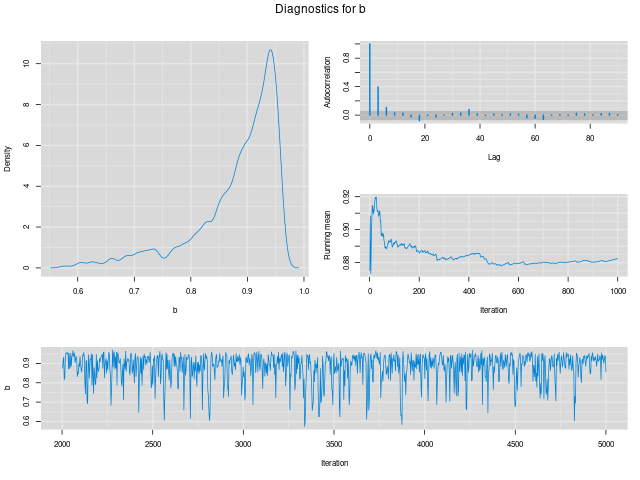 Diagnostics for b
Density
0 2 4 6 8 10
0.6 0.7 0.8 0.9 1.0
b
Autocorrelation
0.0 0.4 0.8
0 20 40 60 80
Lag
Running mean
0.88 0.90 0.92
0 200 400 600 800 1000
Iteration
b
0.6 0.7 0.8 0.9
2000 2500 3000 3500 4000 4500 5000
Iteration